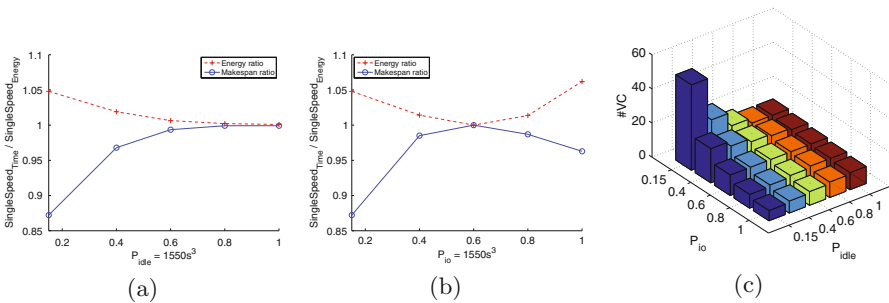 1.1
1.05
1
0.95
0.9
0.85
SingleSpeed_Time / SingleSpeed_Energy
Energy ratio
Makespan ratio
0.2 0.4 0.6 0.8 1
P_idle = 1550s^3
(a)
1.1
1.05
1
0.95
0.9
0.85
SingleSpeed_Time / SingleSpeed_Energy
Energy ratio
Makespan ratio
0.2 0.4 0.6 0.8 1
P_io = 1550s^3
(b)
60
40
20
0
#VC
0.15
0.4
0.6
0.8
1
P_io
0.15
0.4
0.6
0.8
1
P_idle
(c)